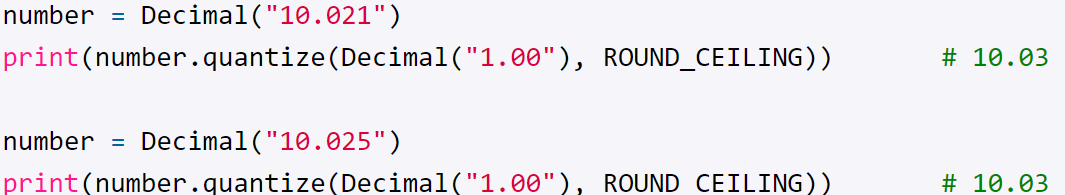 number = Decimal("10.021")
print(number.quantize(Decimal("1.00"), ROUND_CEILING)) # 10.03
number = Decimal("10.025")
print(number.quantize(Decimal("1.00"), ROUND_CEILING)) # 10.03